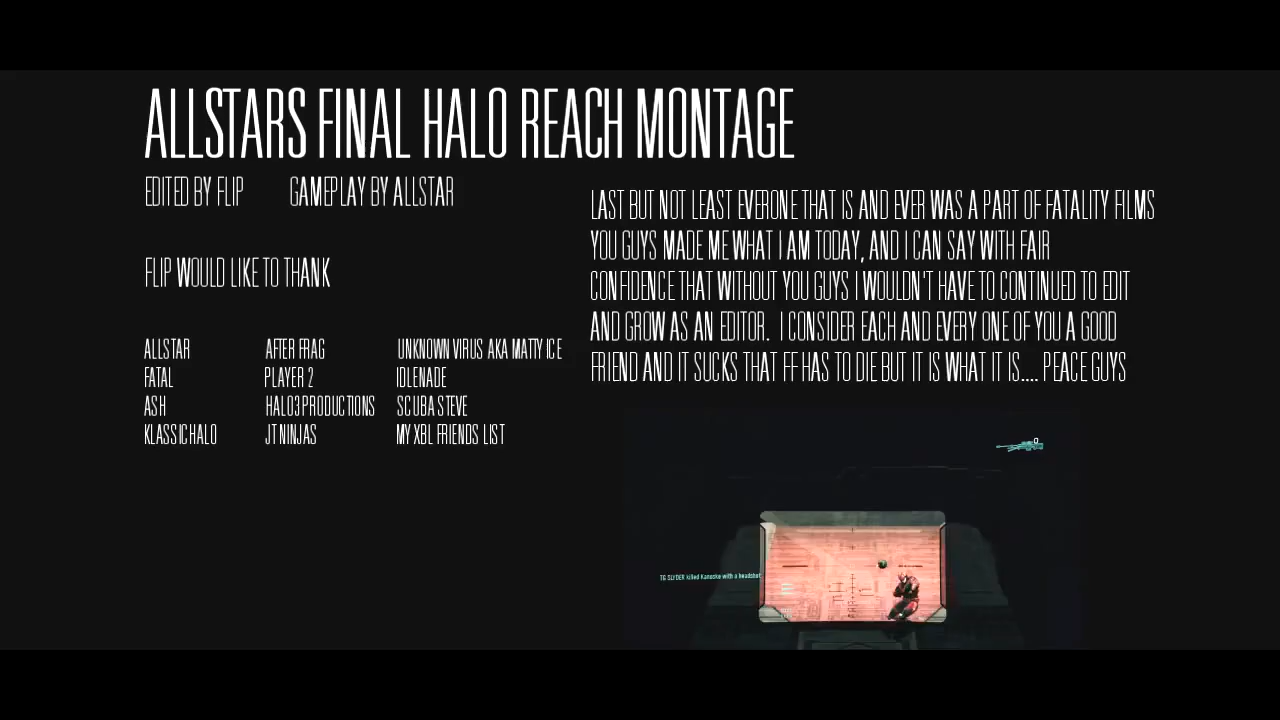 ALLSTARS FINAL HALO REACH MONTAGE
EDITED BY FLIP GAMEPLAY BY ALLSTAR
FLIP WOULD LIKE TO THANK
ALLSTAR AFTER FRAG UNKNOWN VIRUS AKA MATTY ICE
FATAL PLAYER 2 IDLENADE
ASH HALO3PRODUCTIONS SCUBA STEVE
KLASSICHALO JT NINJAS MY XBL FRIENDS LIST
LAST BUT NOT LEAST EVERONE THAT IS AND EVER WAS A PART OF FATALITY FILMS
YOU GUYS MADE ME WHAT I AM TODAY, AND I CAN SAY WITH FAIR
CONFIDENCE THAT WITHOUT YOU GUYS I WOULDN'T HAVE TO CONTINUED TO EDIT
AND GROW AS AN EDITOR. I CONSIDER EACH AND EVERY ONE OF YOU A GOOD
FRIEND AND IT SUCKS THAT FF HAS TO DIE BUT IT IS WHAT IT IS.... PEACE GUYS
0
TG SLYDER killed Kanooke with a headshot